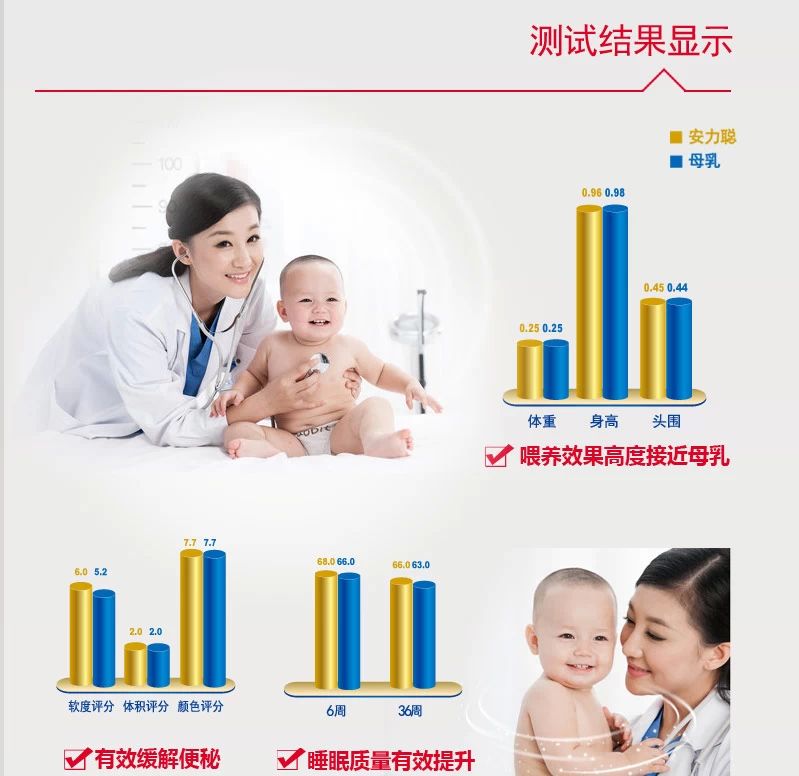 测试结果显示
安力聪
母乳
100
0.96 0.98
0.45 0.44
0.25 0.25
体重 身高 头围
喂养效果高度接近母乳
7.7 7.7
6.0 5.2
2.0 2.0
软度评分 体积评分 颜色评分
68.0 66.0
66.0 63.0
6周 36周
有效缓解便秘
睡眠质量有效提升